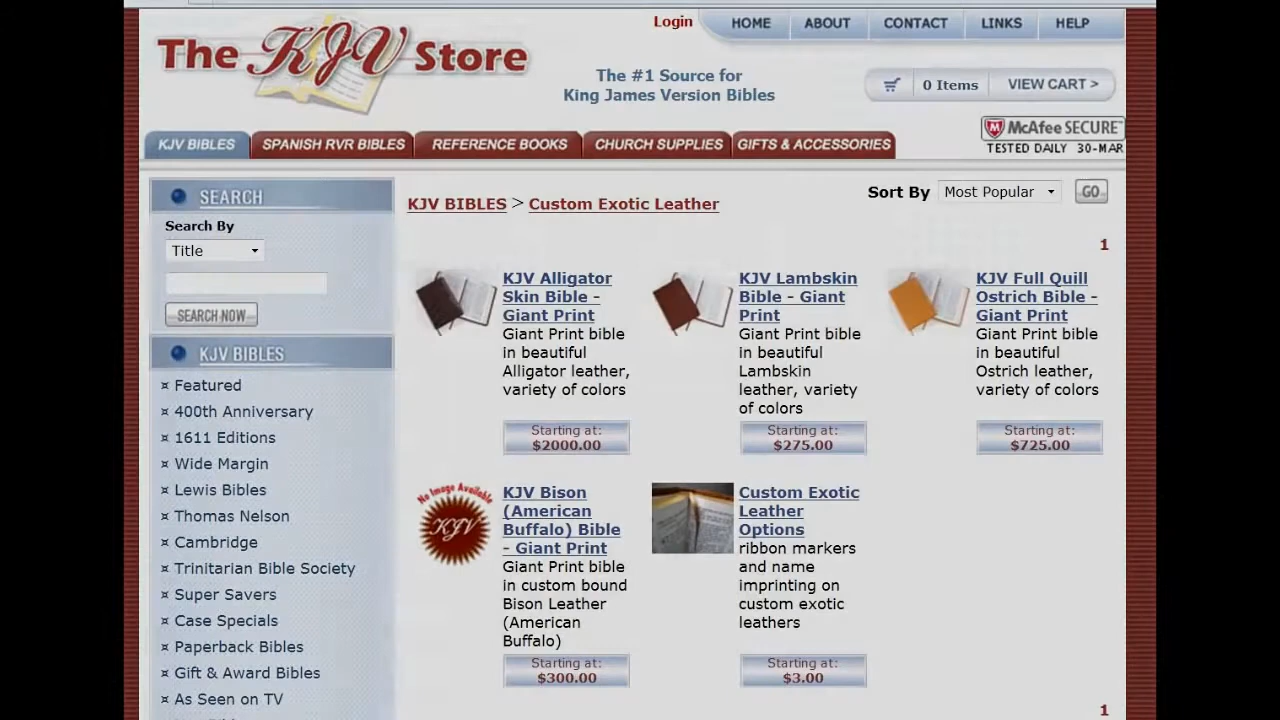 The KJV Store
Login
HOME
ABOUT
CONTACT
LINKS
HELP
The #1 Source for
King James Version Bibles
0 Items
VIEW CART >
KJV BIBLES
SPANISH RVR BIBLES
REFERENCE BOOKS
CHURCH SUPPLIES
GIFTS & ACCESSORIES
McAfee SECURE
TESTED DAILY 30-MAR
SEARCH
Search By
Title
SEARCH NOW
KJV BIBLES
¤ Featured
¤ 400th Anniversary
¤ 1611 Editions
¤ Wide Margin
¤ Lewis Bibles
¤ Thomas Nelson
¤ Cambridge
¤ Trinitarian Bible Society
¤ Super Savers
¤ Case Specials
¤ Paperback Bibles
¤ Gift & Award Bibles
¤ As Seen on TV
KJV BIBLES > Custom Exotic Leather
Sort By
Most Popular
GO
1
KJV Alligator
Skin Bible -
Giant Print
Giant Print bible
in beautiful
Alligator leather,
variety of colors
Starting at:
$2000.00
KJV Lambskin
Bible - Giant
Print
Giant Print bible
in beautiful
Lambskin
leather, variety
of colors
Starting at:
$275.00
KJV Full Quill
Ostrich Bible -
Giant Print
Giant Print bible
in beautiful
Ostrich leather,
variety of colors
Starting at:
$725.00
No Image Available
KJV
KJV Bison
(American
Buffalo) Bible
- Giant Print
Giant Print bible
in custom bound
Bison Leather
(American
Buffalo)
Starting at:
$300.00
Custom Exotic
Leather
Options
ribbon markers
and name
imprinting on
custom exotic
leathers
Starting at:
$3.00
1